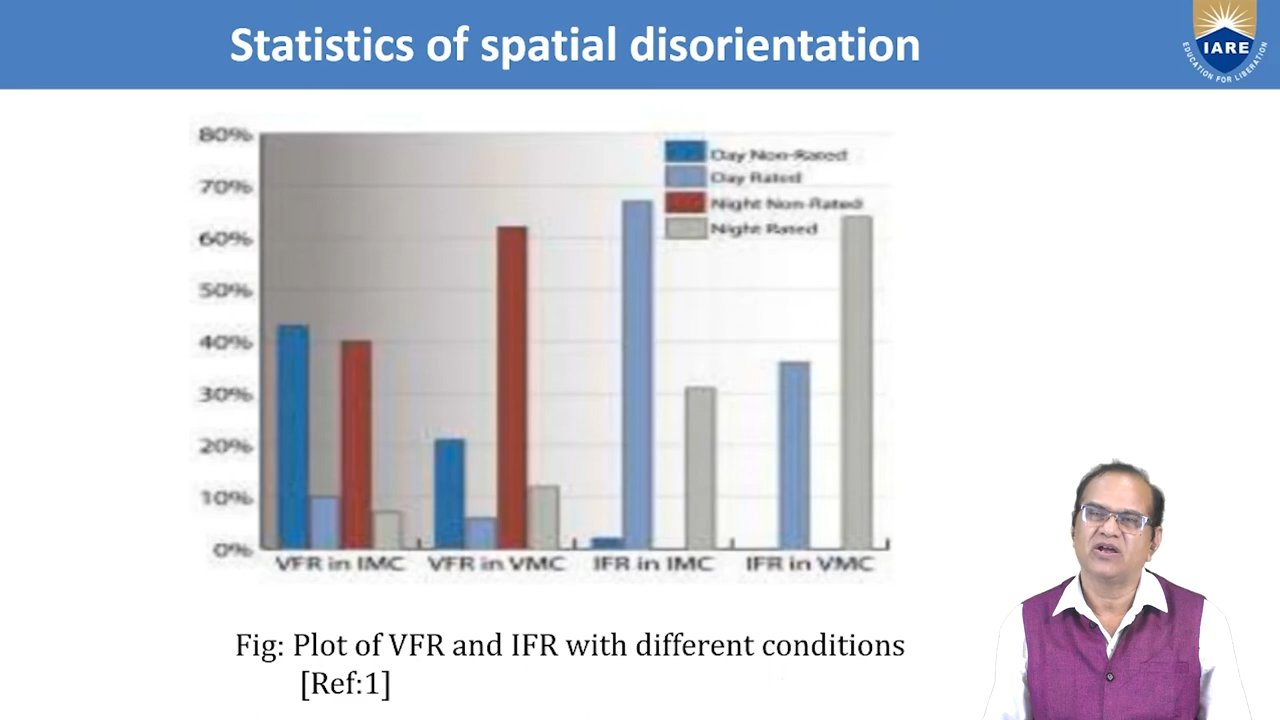 Statistics of spatial disorientation
IARE
EDUCATION FOR LIBERATION
80%
70%
60%
50%
40%
30%
20%
10%
0%
Day Non-Rated
Day Rated
Night Non-Rated
Night Rated
VFR in IMC
VFR in VMC
IFR in IMC
IFR in VMC
Fig: Plot of VFR and IFR with different conditions
[Ref:1]